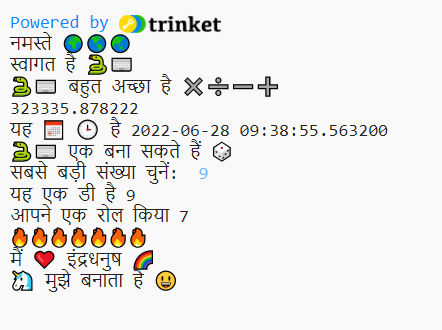 Powered by trinket
नमस्ते 🌍🌍🌍
स्वागत है 🐍⌨️
🐍⌨️ बहुत अच्छा है ✖️➗➖➕
323335.878222
यह 📅 🕒 है 2022-06-28 09:38:55.563200
🐍⌨️ एक बना सकते हैं 🎲
सबसे बड़ी संख्या चुनें: 9
यह एक डी है 9
आपने एक रोल किया 7
🔥🔥🔥🔥🔥🔥🔥
मैं ❤️ इंद्रधनुष 🌈
🦄 मुझे बनाता है 😃